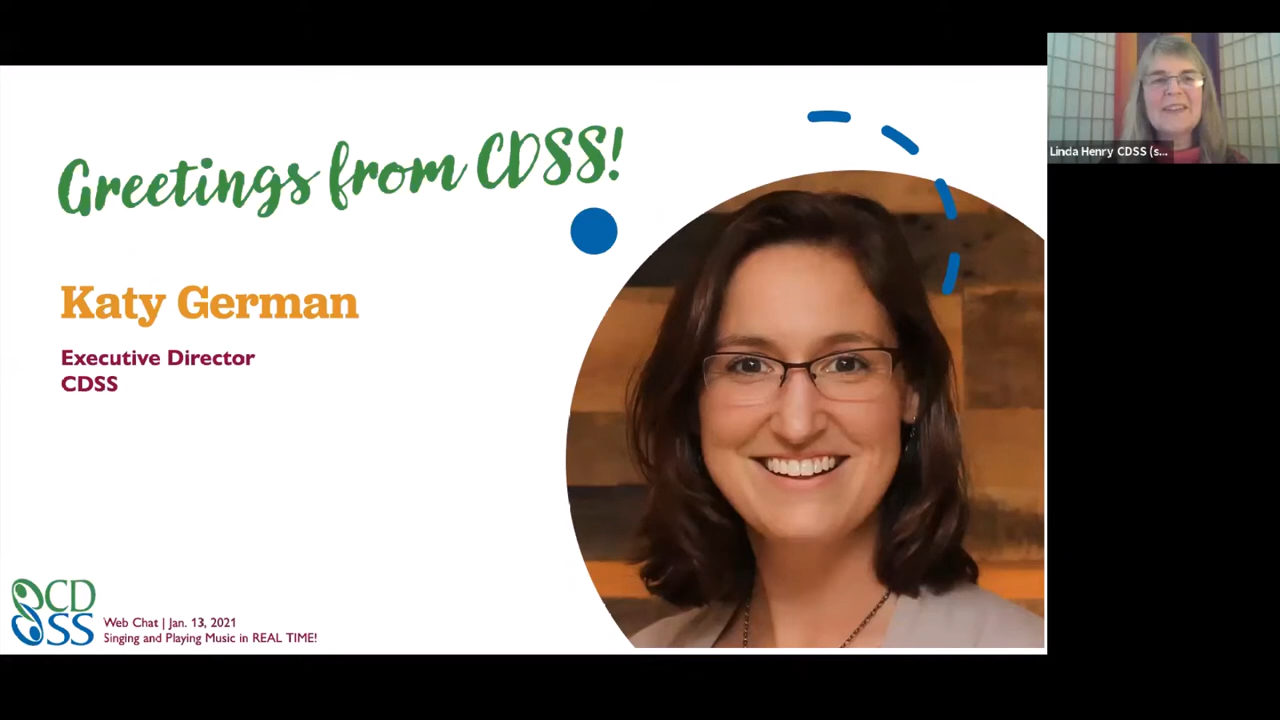 Greetings from CDSS!
Katy German
Executive Director
CDSS
CD
SS
Web Chat | Jan. 13, 2021
Singing and Playing Music in REAL TIME!
Linda Henry CDSS (s...